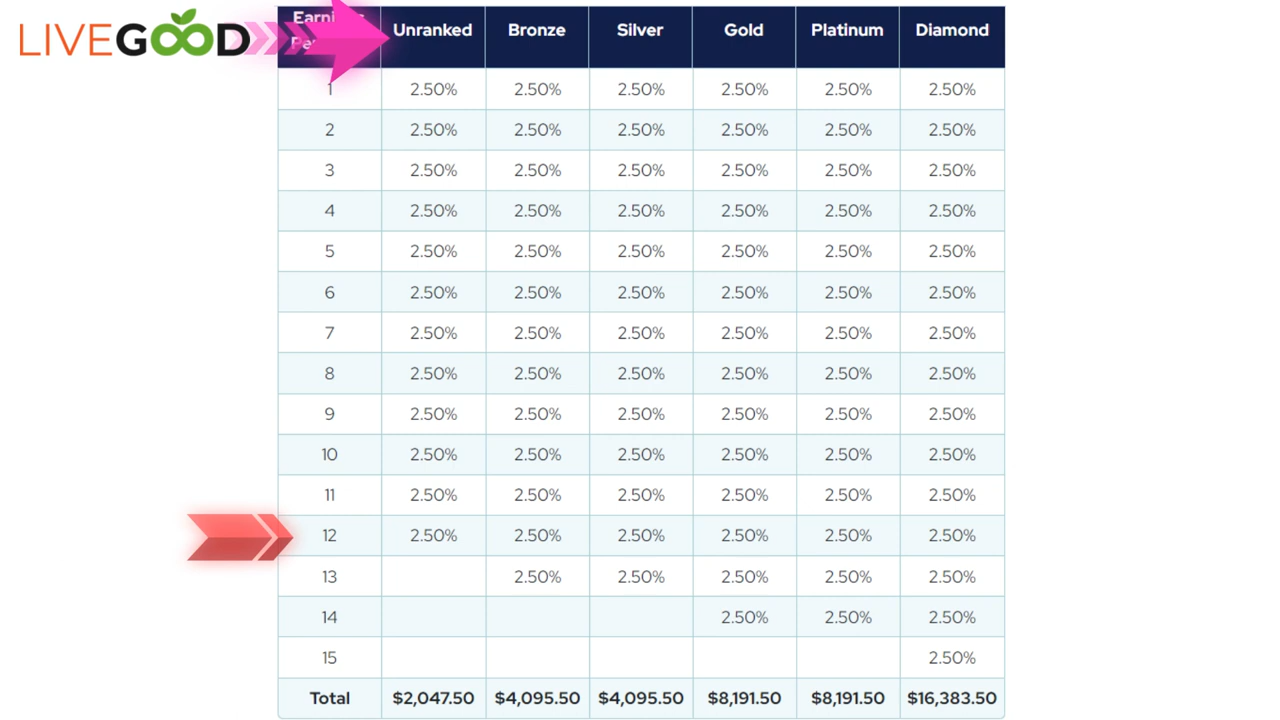 LIVEGOOD
Unranked Bronze Silver Gold Platinum Diamond
1 2.50% 2.50% 2.50% 2.50% 2.50% 2.50%
2 2.50% 2.50% 2.50% 2.50% 2.50% 2.50%
3 2.50% 2.50% 2.50% 2.50% 2.50% 2.50%
4 2.50% 2.50% 2.50% 2.50% 2.50% 2.50%
5 2.50% 2.50% 2.50% 2.50% 2.50% 2.50%
6 2.50% 2.50% 2.50% 2.50% 2.50% 2.50%
7 2.50% 2.50% 2.50% 2.50% 2.50% 2.50%
8 2.50% 2.50% 2.50% 2.50% 2.50% 2.50%
9 2.50% 2.50% 2.50% 2.50% 2.50% 2.50%
10 2.50% 2.50% 2.50% 2.50% 2.50% 2.50%
11 2.50% 2.50% 2.50% 2.50% 2.50% 2.50%
12 2.50% 2.50% 2.50% 2.50% 2.50% 2.50%
13 2.50% 2.50% 2.50% 2.50% 2.50%
14 2.50% 2.50% 2.50%
15 2.50%
Total $2,047.50 $4,095.50 $4,095.50 $8,191.50 $8,191.50 $16,383.50